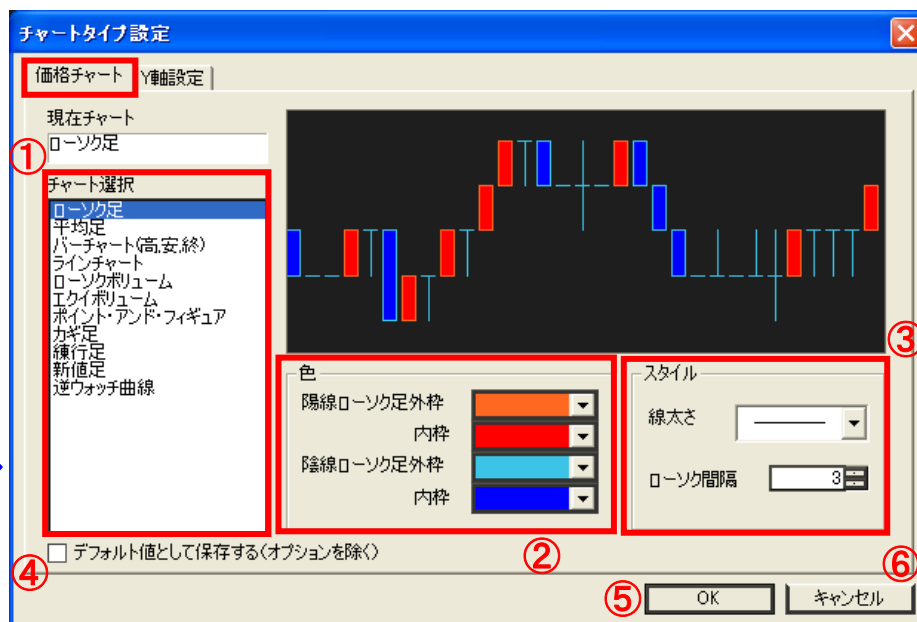 チャートタイプ設定
価格チャート
Y軸設定
現在チャート
①
ローソク足
チャート選択
ローソク足
平均足
バーチャート(高,安,終)
ラインチャート
ローソクボリューム
エクイボリューム
ポイント・アンド・フィギュア
カギ足
練行足
新値足
逆ウォッチ曲線
色
陽線ローソク足外枠
内枠
陰線ローソク足外枠
内枠
②
③
スタイル
線太さ
ローソク間隔
3
④
デフォルト値として保存する(オプションを除く)
⑤
OK
⑥
キャンセル